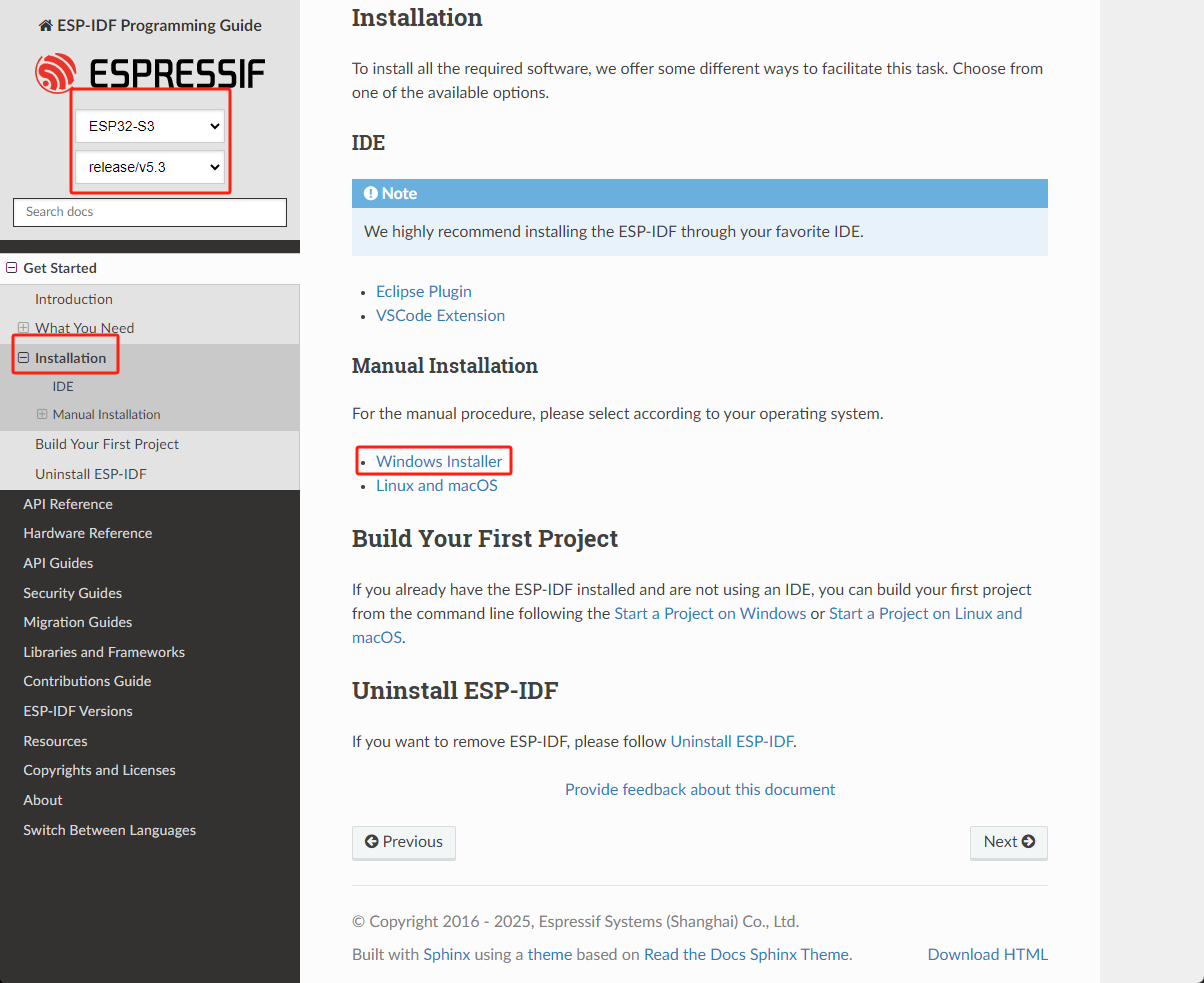 ESP-IDF Programming Guide
ESPRESSIF
ESP32-S3
release/v5.3
Search docs
Get Started
Introduction
What You Need
Installation
IDE
Manual Installation
Build Your First Project
Uninstall ESP-IDF
API Reference
Hardware Reference
API Guides
Security Guides
Migration Guides
Libraries and Frameworks
Contributions Guide
ESP-IDF Versions
Resources
Copyrights and Licenses
About
Switch Between Languages
Installation
To install all the required software, we offer some different ways to facilitate this task. Choose from
one of the available options.
IDE
Note
We highly recommend installing the ESP-IDF through your favorite IDE.
• Eclipse Plugin
• VSCode Extension
Manual Installation
For the manual procedure, please select according to your operating system.
• Windows Installer
• Linux and macOS
Build Your First Project
If you already have the ESP-IDF installed and are not using an IDE, you can build your first project
from the command line following the Start a Project on Windows or Start a Project on Linux and
macOS.
Uninstall ESP-IDF
If you want to remove ESP-IDF, please follow Uninstall ESP-IDF.
Provide feedback about this document
Previous
Next
© Copyright 2016 - 2025, Espressif Systems (Shanghai) Co., Ltd.
Built with Sphinx using a theme based on Read the Docs Sphinx Theme.
Download HTML